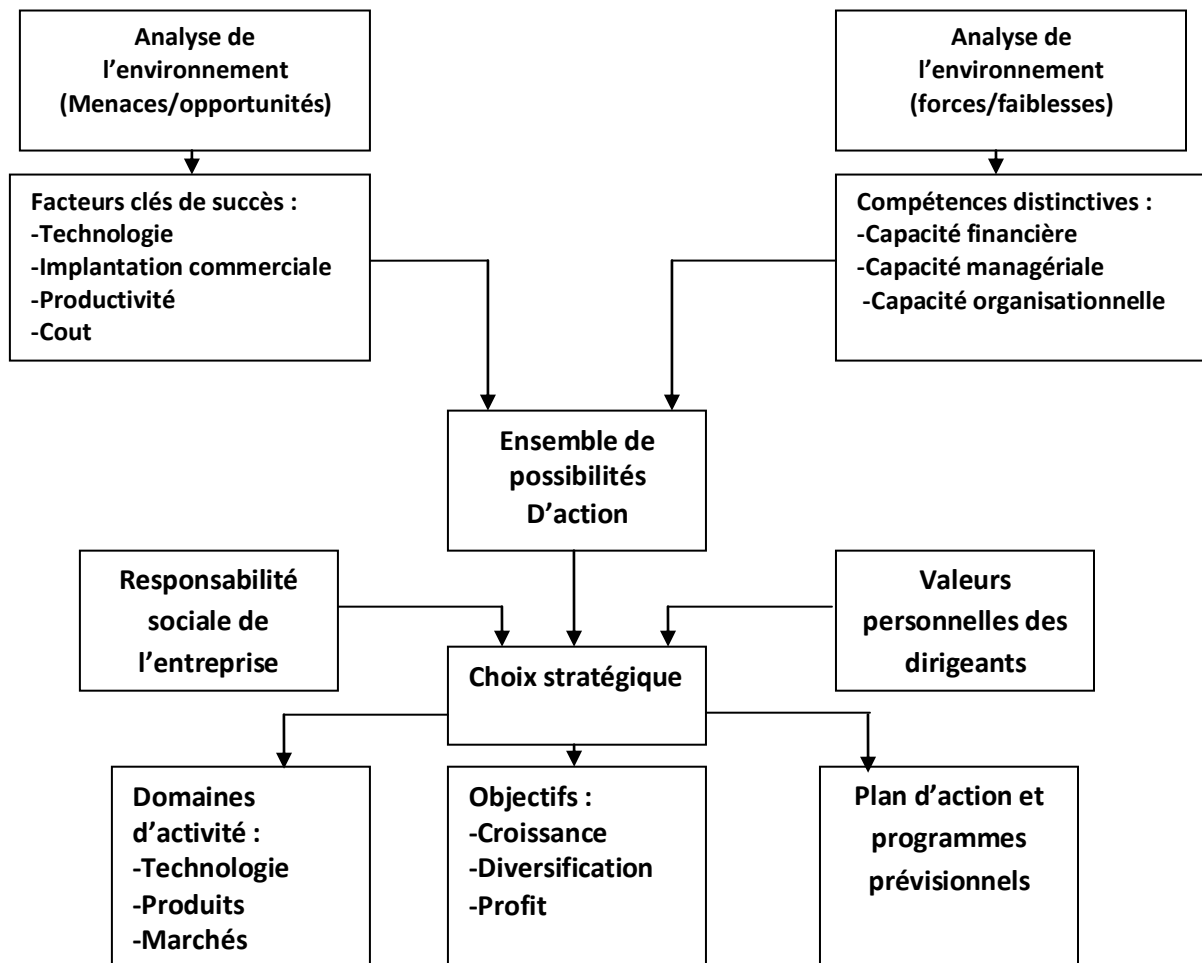 Analyse de
l’environnement
(Menaces/opportunités)
Analyse de
l’environnement
(forces/faiblesses)
Facteurs clés de succès :
-Technologie
-Implantation commerciale
-Productivité
-Cout
Compétences distinctives :
-Capacité financière
-Capacité managériale
-Capacité organisationnelle
Ensemble de
possibilités
D’action
Responsabilité
sociale de
l’entreprise
Valeurs
personnelles des
dirigeants
Choix stratégique
Domaines
d’activité :
-Technologie
-Produits
-Marchés
Objectifs :
-Croissance
-Diversification
-Profit
Plan d’action et
programmes
prévisionnels